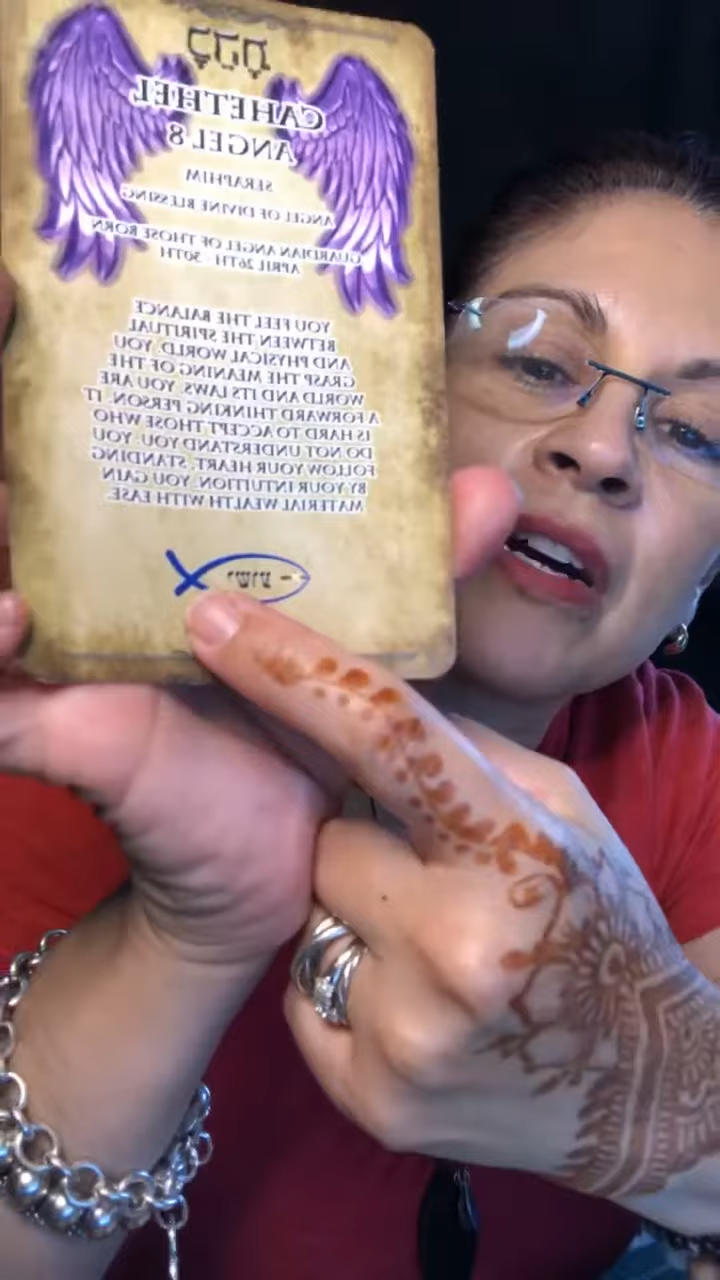 כהת
CAHETHEL
ANGEL 8
SERAPHIM
ANGEL OF DIVINE BLESSING
GUARDIAN ANGEL OF THOSE BORN
APRIL 26TH - 30TH
YOU FEEL THE BALANCE
BETWEEN THE SPIRITUAL
AND PHYSICAL WORLD. YOU
GRASP THE MEANING OF THE
WORLD AND ITS LAWS. YOU ARE
A FORWARD THINKING PERSON. IT
IS HARD TO ACCEPT THOSE WHO
DO NOT UNDERSTAND YOU. YOU
FOLLOW YOUR HEART, STANDING
BY YOUR INTUITION. YOU GAIN
MATERIAL WEALTH WITH EASE.